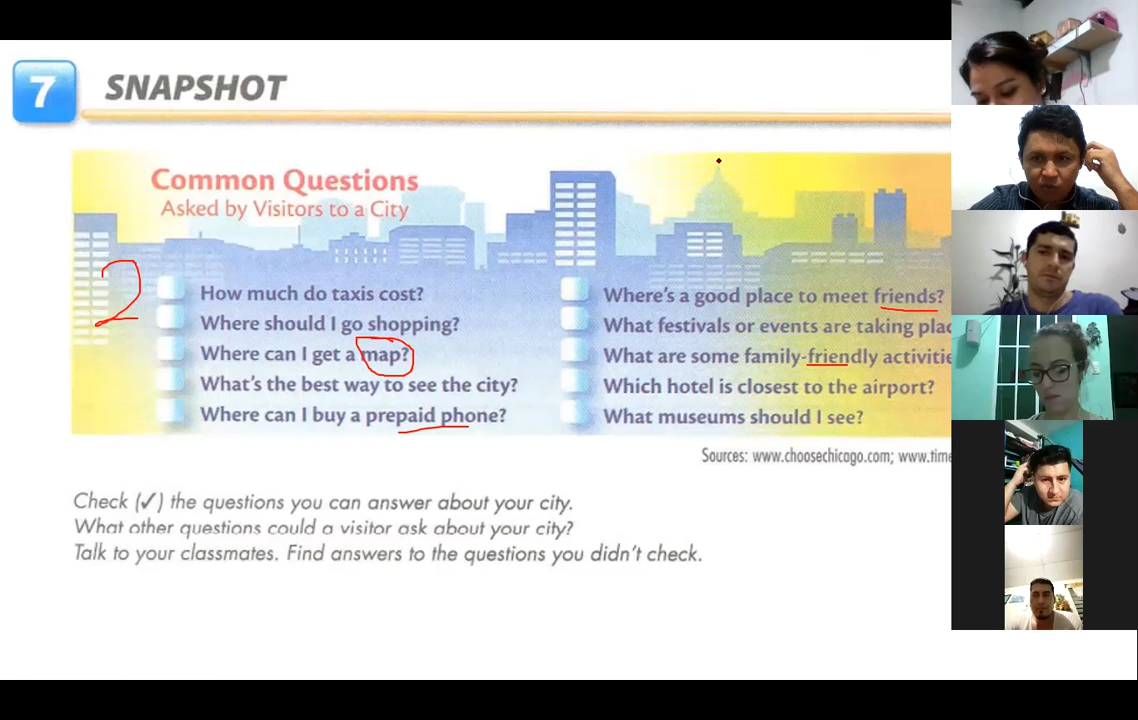 7 SNAPSHOT
Common Questions
Asked by Visitors to a City
2
How much do taxis cost?
Where should I go shopping?
Where can I get a map?
What's the best way to see the city?
Where can I buy a prepaid phone?
Where's a good place to meet friends?
What festivals or events are taking plac
What are some family-friendly activitie
Which hotel is closest to the airport?
What museums should I see?
Sources: www.choosechicago.com; www.time
Check (✓) the questions you can answer about your city.
What other questions could a visitor ask about your city?
Talk to your classmates. Find answers to the questions you didn't check.